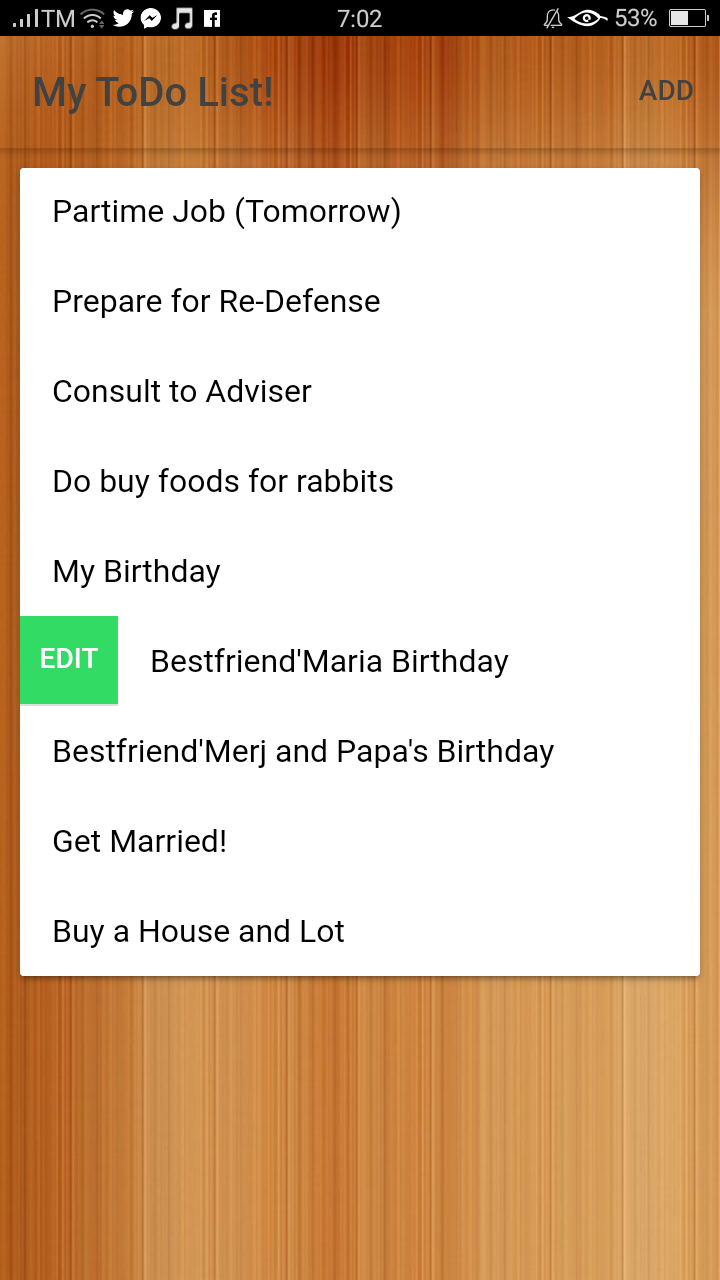 TM 7:02 53%
My ToDo List! ADD
Partime Job (Tomorrow)
Prepare for Re-Defense
Consult to Adviser
Do buy foods for rabbits
My Birthday
EDIT Bestfriend'Maria Birthday
Bestfriend'Merj and Papa's Birthday
Get Married!
Buy a House and Lot